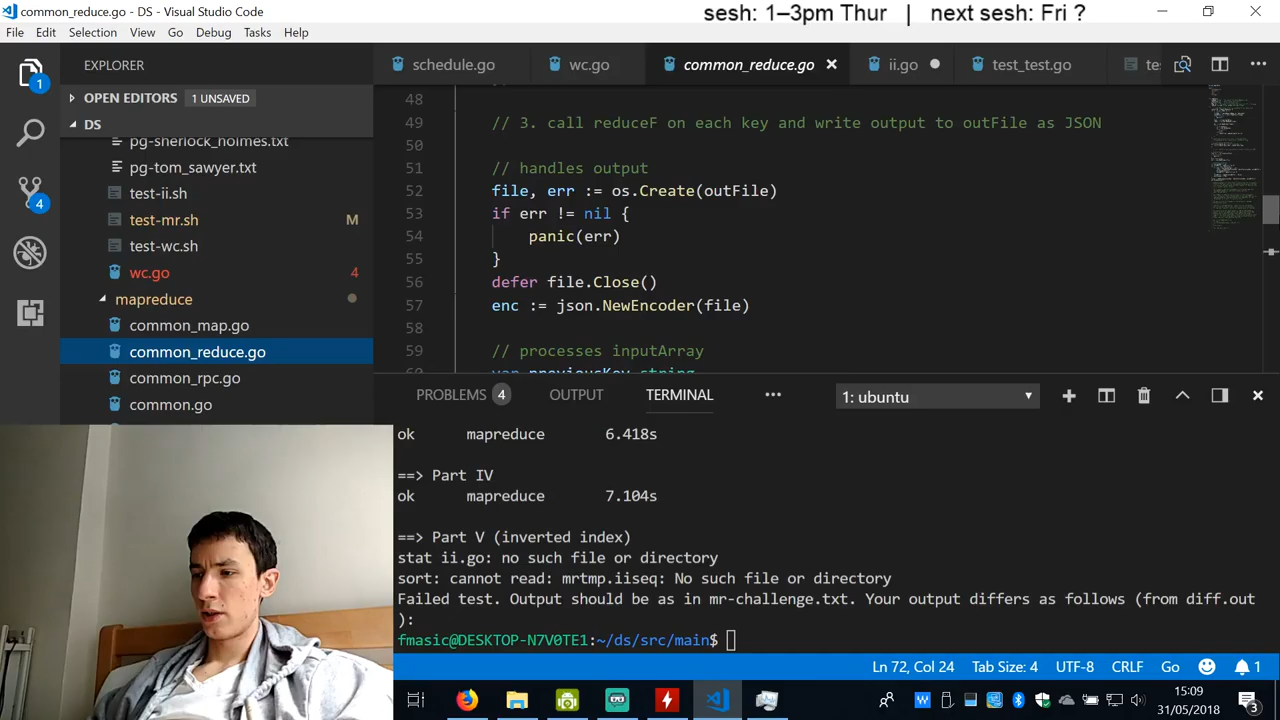 common_reduce.go - DS - Visual Studio Code
sesh: 1–3pm Thur | next sesh: Fri ?
File Edit Selection View Go Debug Tasks Help
EXPLORER
OPEN EDITORS 1 UNSAVED
DS
pg-sherlock_holmes.txt
pg-tom_sawyer.txt
test-ii.sh
test-mr.sh M
test-wc.sh
wc.go 4
mapreduce
common_map.go
common_reduce.go
common_rpc.go
common.go
1
4
schedule.go wc.go common_reduce.go ii.go test_test.go tes
48
49 // 3. call reduceF on each key and write output to outFile as JSON
50
51 // handles output
52 file, err := os.Create(outFile)
53 if err != nil {
54 panic(err)
55 }
56 defer file.Close()
57 enc := json.NewEncoder(file)
58
59 // processes inputArray
60 var previousKey string
PROBLEMS 4 OUTPUT TERMINAL ••• 1: ubuntu
ok mapreduce 6.418s
==> Part IV
ok mapreduce 7.104s
==> Part V (inverted index)
stat ii.go: no such file or directory
sort: cannot read: mrtmp.iiseq: No such file or directory
Failed test. Output should be as in mr-challenge.txt. Your output differs as follows (from diff.out
):
fmasic@DESKTOP-N7V0TE1:~/ds/src/main$
Ln 72, Col 24 Tab Size: 4 UTF-8 CRLF Go 1
15:09
31/05/2018
3